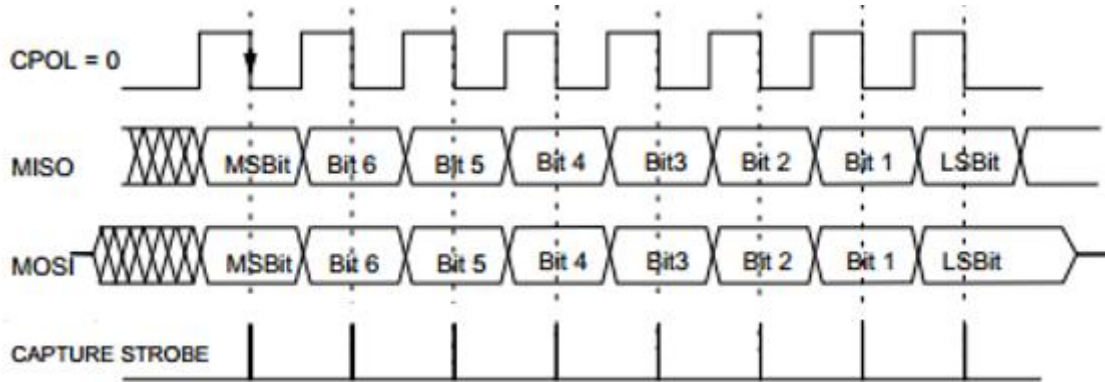 CPOL = 0
MISO MSBit Bit 6 Bit 5 Bit 4 Bit3 Bit 2 Bit 1 LSBit
MOSI MSBit Bit 6 Bit 5 Bit 4 Bit3 Bit 2 Bit 1 LSBit
CAPTURE STROBE